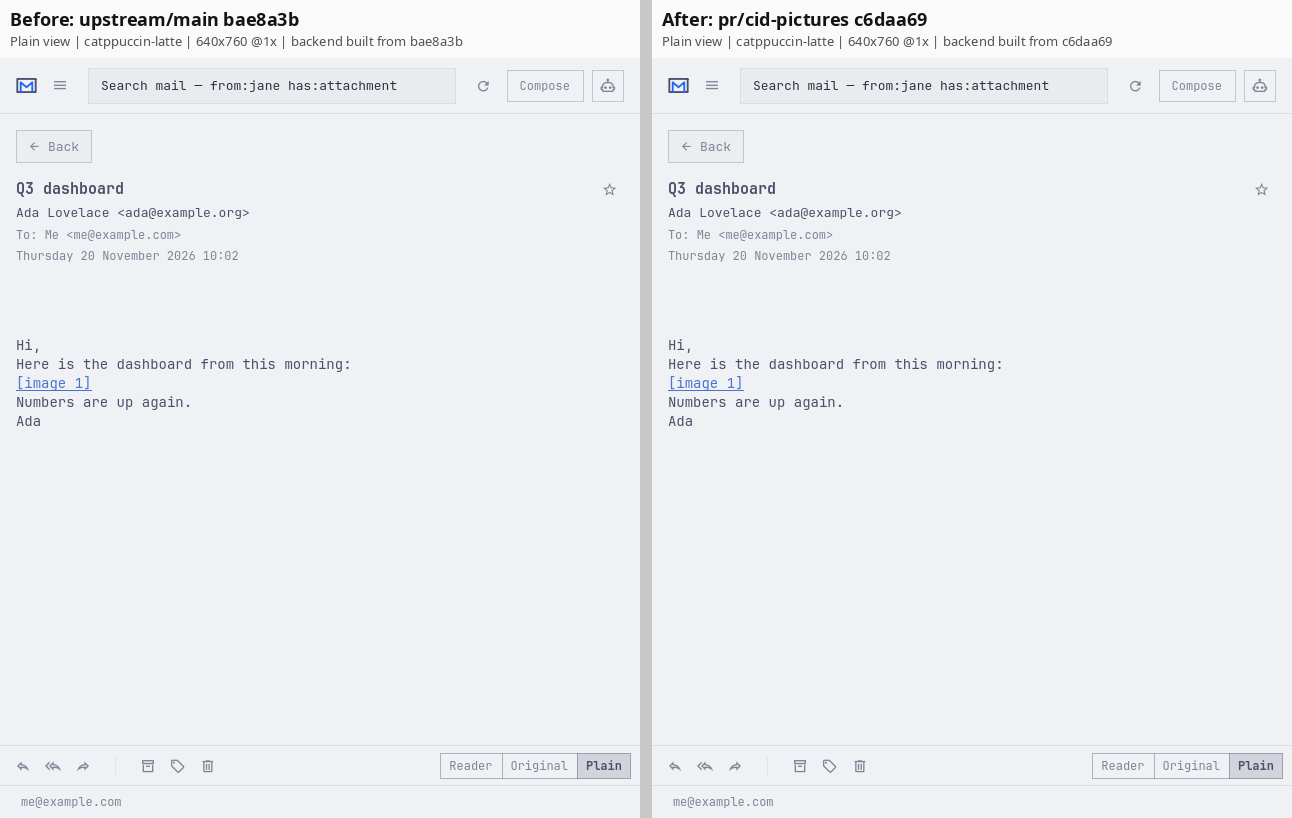 Before: upstream/main bae8a3b
Plain view | catppuccin-latte | 640x760 @1x | backend built from bae8a3b
Search mail — from:jane has:attachment
Compose
← Back
Q3 dashboard
Ada Lovelace <ada@example.org>
To: Me <me@example.com>
Thursday 20 November 2026 10:02
Hi,
Here is the dashboard from this morning:
[image 1]
Numbers are up again.
Ada
Reader Original Plain
me@example.com
After: pr/cid-pictures c6daa69
Plain view | catppuccin-latte | 640x760 @1x | backend built from c6daa69
Search mail — from:jane has:attachment
Compose
← Back
Q3 dashboard
Ada Lovelace <ada@example.org>
To: Me <me@example.com>
Thursday 20 November 2026 10:02
Hi,
Here is the dashboard from this morning:
[image 1]
Numbers are up again.
Ada
Reader Original Plain
me@example.com